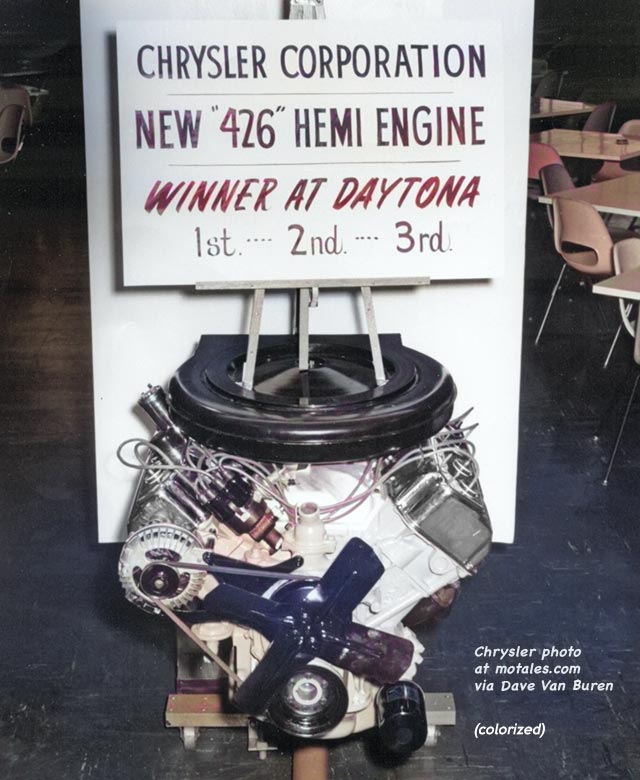 CHRYSLER CORPORATION
NEW "426" HEMI ENGINE
WINNER AT DAYTONA
1st. ---- 2nd. --- 3rd.
Chrysler photo
at motales.com
via Dave Van Buren
(colorized)